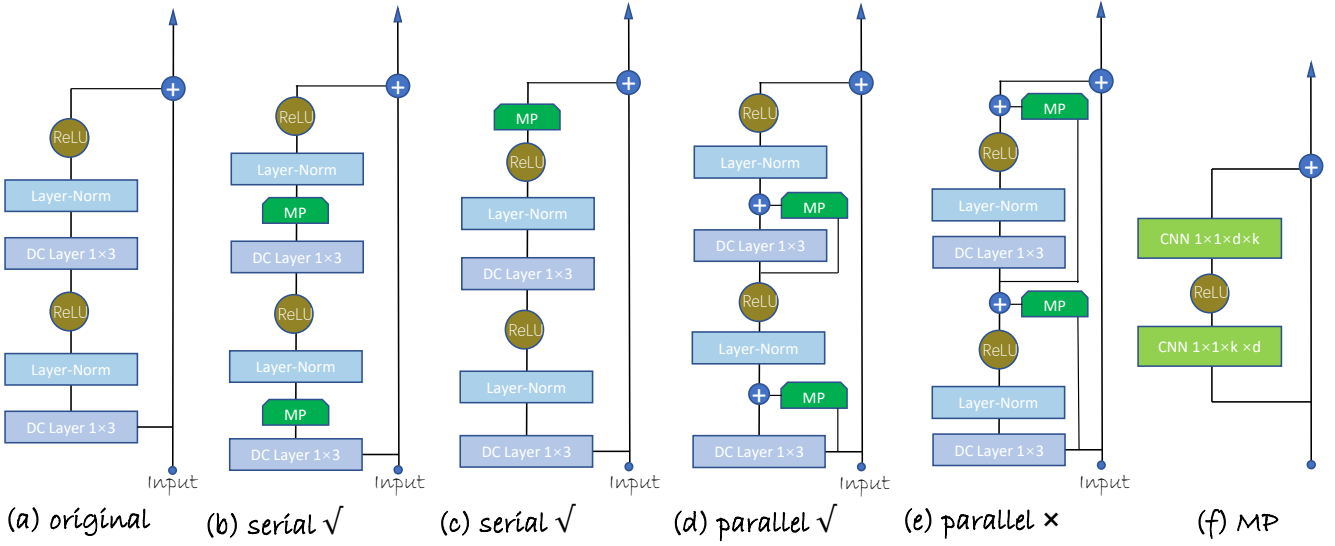 ReLU
Layer-Norm
DC Layer 1×3
ReLU
Layer-Norm
DC Layer 1×3
Input
(a) original
ReLU
Layer-Norm
MP
DC Layer 1×3
ReLU
Layer-Norm
MP
DC Layer 1×3
Input
(b) serial √
MP
ReLU
Layer-Norm
DC Layer 1×3
ReLU
Layer-Norm
DC Layer 1×3
Input
(c) serial √
ReLU
Layer-Norm
MP
DC Layer 1×3
ReLU
Layer-Norm
MP
DC Layer 1×3
Input
(d) parallel √
MP
ReLU
Layer-Norm
DC Layer 1×3
MP
ReLU
Layer-Norm
DC Layer 1×3
Input
(e) parallel ×
CNN 1×1×d×k
ReLU
CNN 1×1×k ×d
(f) MP